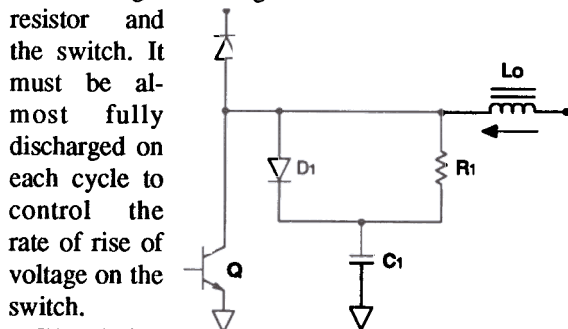 resistor and
the switch. It
must be al-
most fully
discharged on
each cycle to
control the
rate of rise of
voltage on the
switch.
Lo
D1
R1
Q
C1